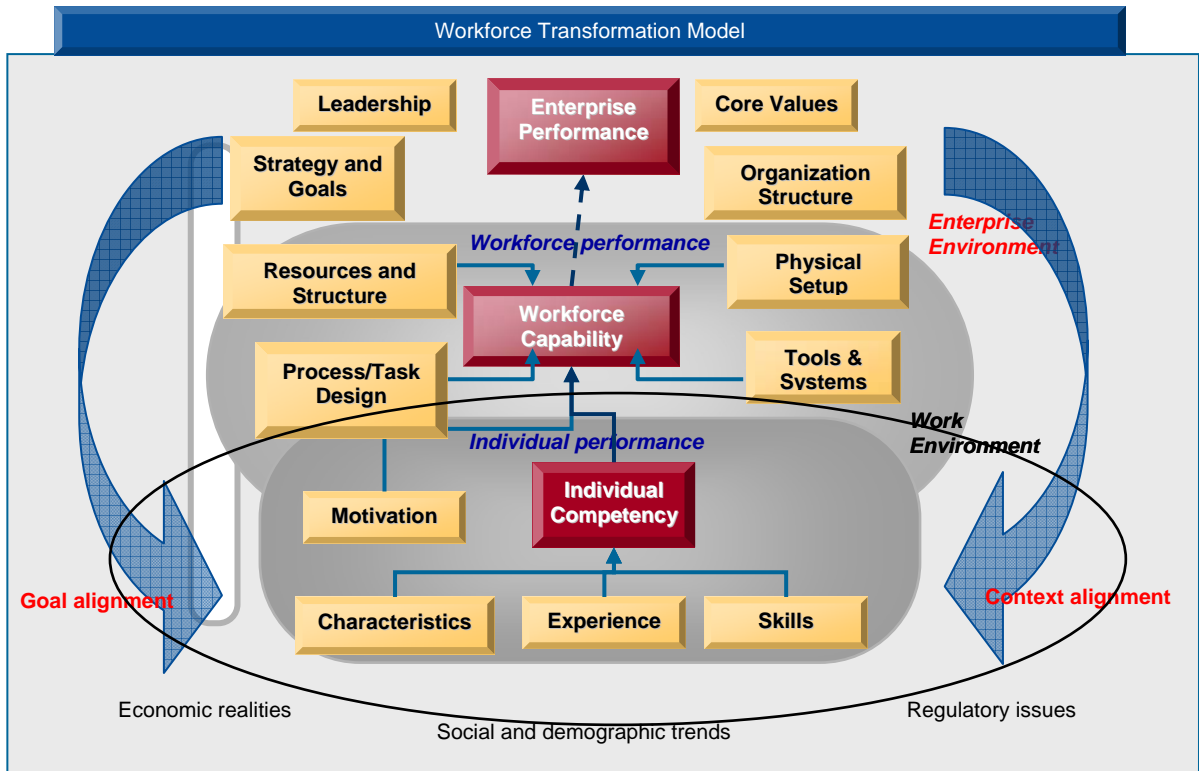 Workforce Transformation Model
Leadership
Enterprise
Performance
Core Values
Strategy and
Goals
Organization
Structure
Enterprise
Environment
Workforce performance
Resources and
Structure
Physical
Setup
Workforce
Capability
Process/Task
Design
Tools &
Systems
Work
Environment
Individual performance
Individual
Competency
Motivation
Goal alignment
Context alignment
Characteristics
Experience
Skills
Economic realities
Regulatory issues
Social and demographic trends